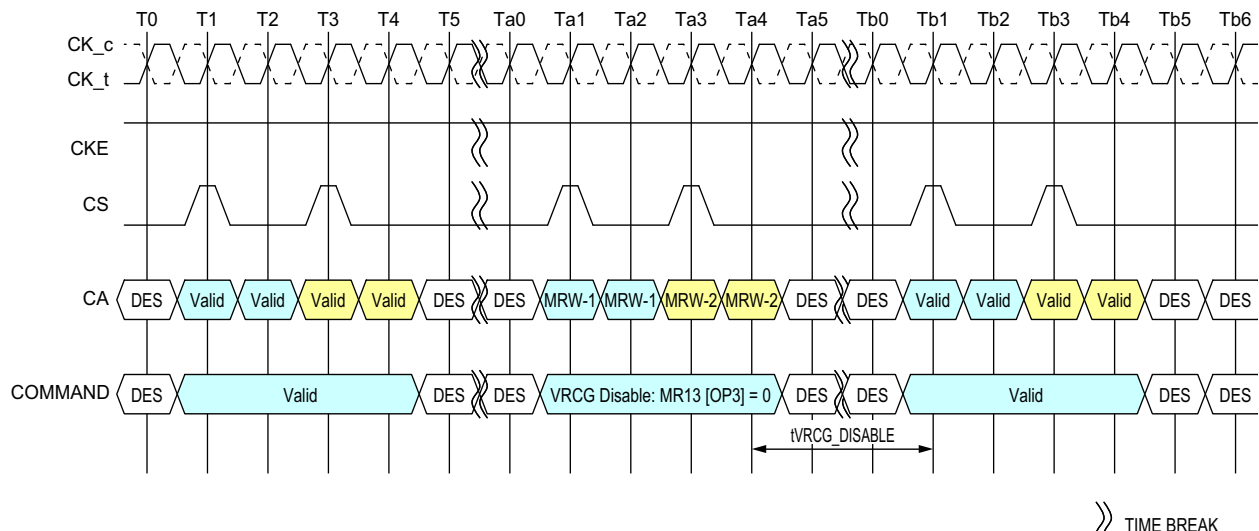 T0 T1 T2 T3 T4 T5 Ta0 Ta1 Ta2 Ta3 Ta4 Ta5 Tb0 Tb1 Tb2 Tb3 Tb4 Tb5 Tb6
CK_c
CK_t
CKE
CS
CA DES Valid Valid Valid Valid DES DES MRW-1 MRW-1 MRW-2 MRW-2 DES DES Valid Valid Valid Valid DES DES
COMMAND DES Valid DES DES VRCG Disable: MR13 [OP3] = 0 DES DES Valid DES DES
tVRCG_DISABLE
TIME BREAK